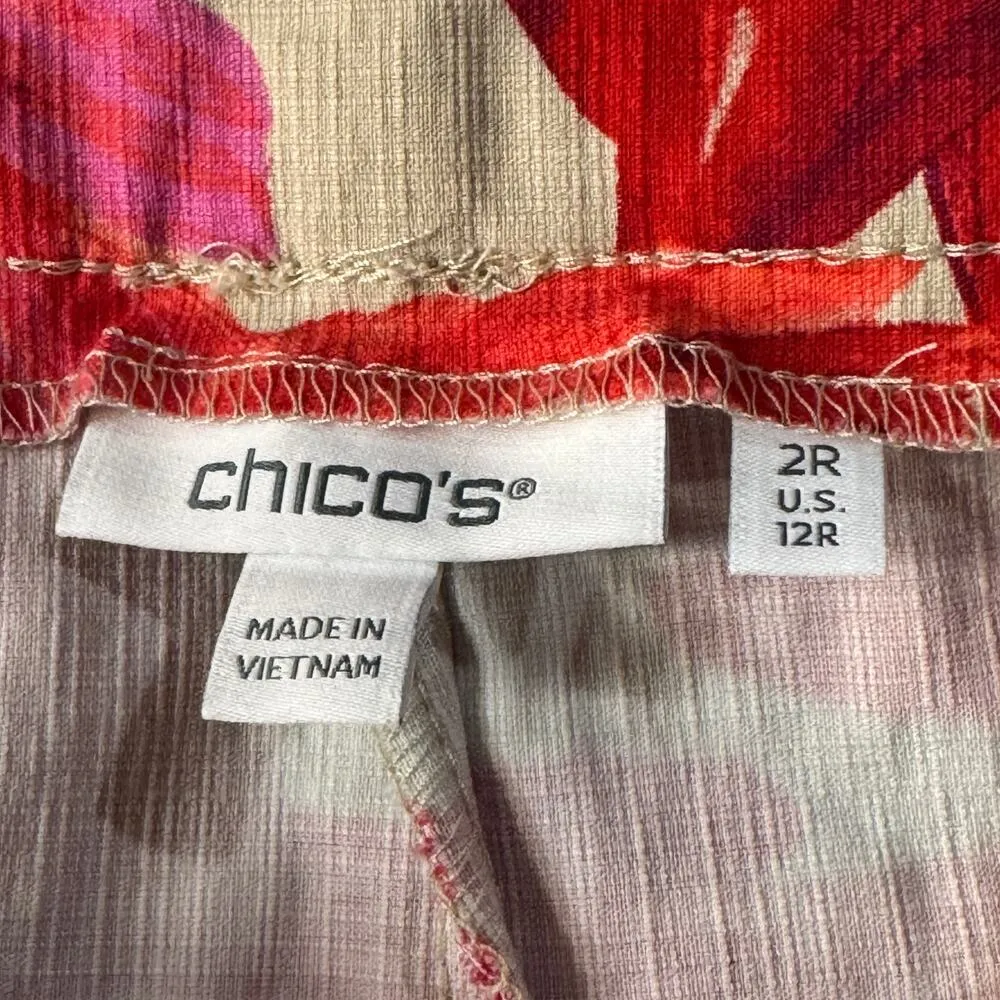 chico's®
2R
U.S.
12R
MADE IN
VIETNAM